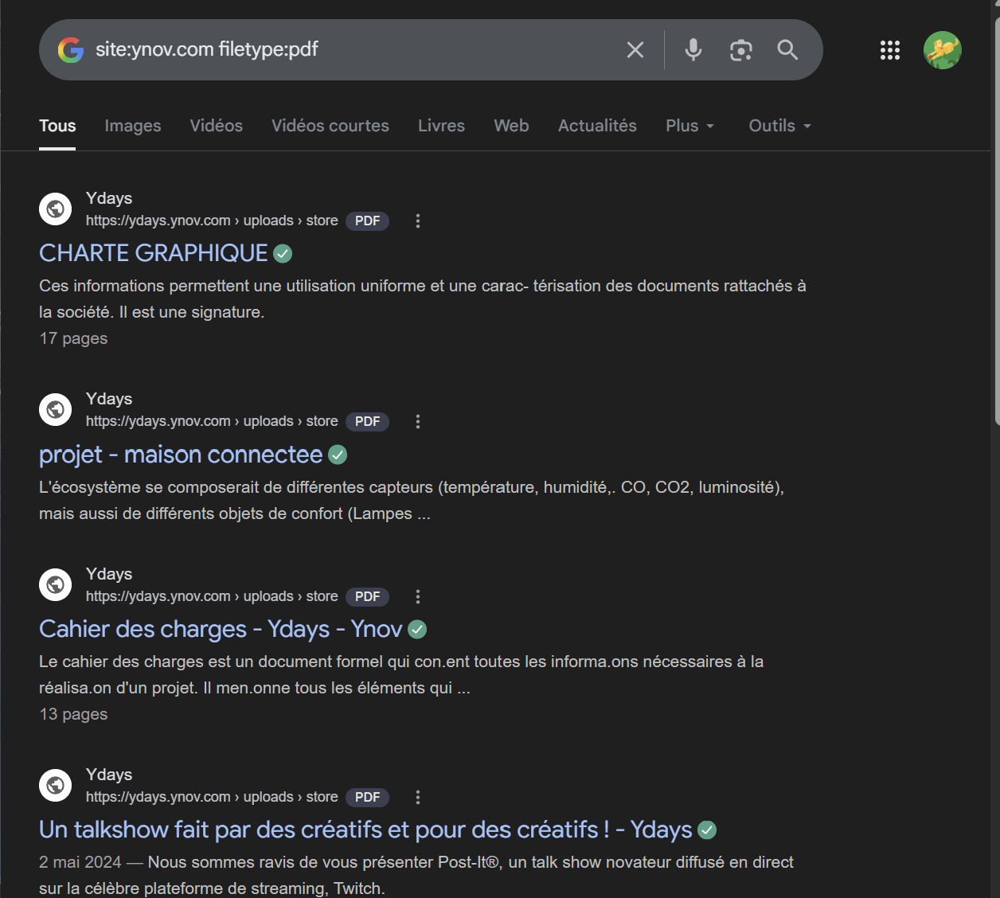 site:ynov.com filetype:pdf
Tous Images Vidéos Vidéos courtes Livres Web Actualités Plus Outils
Ydays
https://ydays.ynov.com › uploads › store PDF
CHARTE GRAPHIQUE
Ces informations permettent une utilisation uniforme et une carac- térisation des documents rattachés à
la société. Il est une signature.
17 pages
Ydays
https://ydays.ynov.com › uploads › store PDF
projet - maison connectee
L'écosystème se composerait de différentes capteurs (température, humidité,. CO, CO2, luminosité),
mais aussi de différents objets de confort (Lampes ...
Ydays
https://ydays.ynov.com › uploads › store PDF
Cahier des charges - Ydays - Ynov
Le cahier des charges est un document formel qui con.ent toutes les informa.ons nécessaires à la
réalisa.on d'un projet. Il men.onne tous les éléments qui ...
13 pages
Ydays
https://ydays.ynov.com › uploads › store PDF
Un talkshow fait par des créatifs et pour des créatifs ! - Ydays
2 mai 2024 — Nous sommes ravis de vous présenter Post-It®, un talk show novateur diffusé en direct
sur la célèbre plateforme de streaming, Twitch.